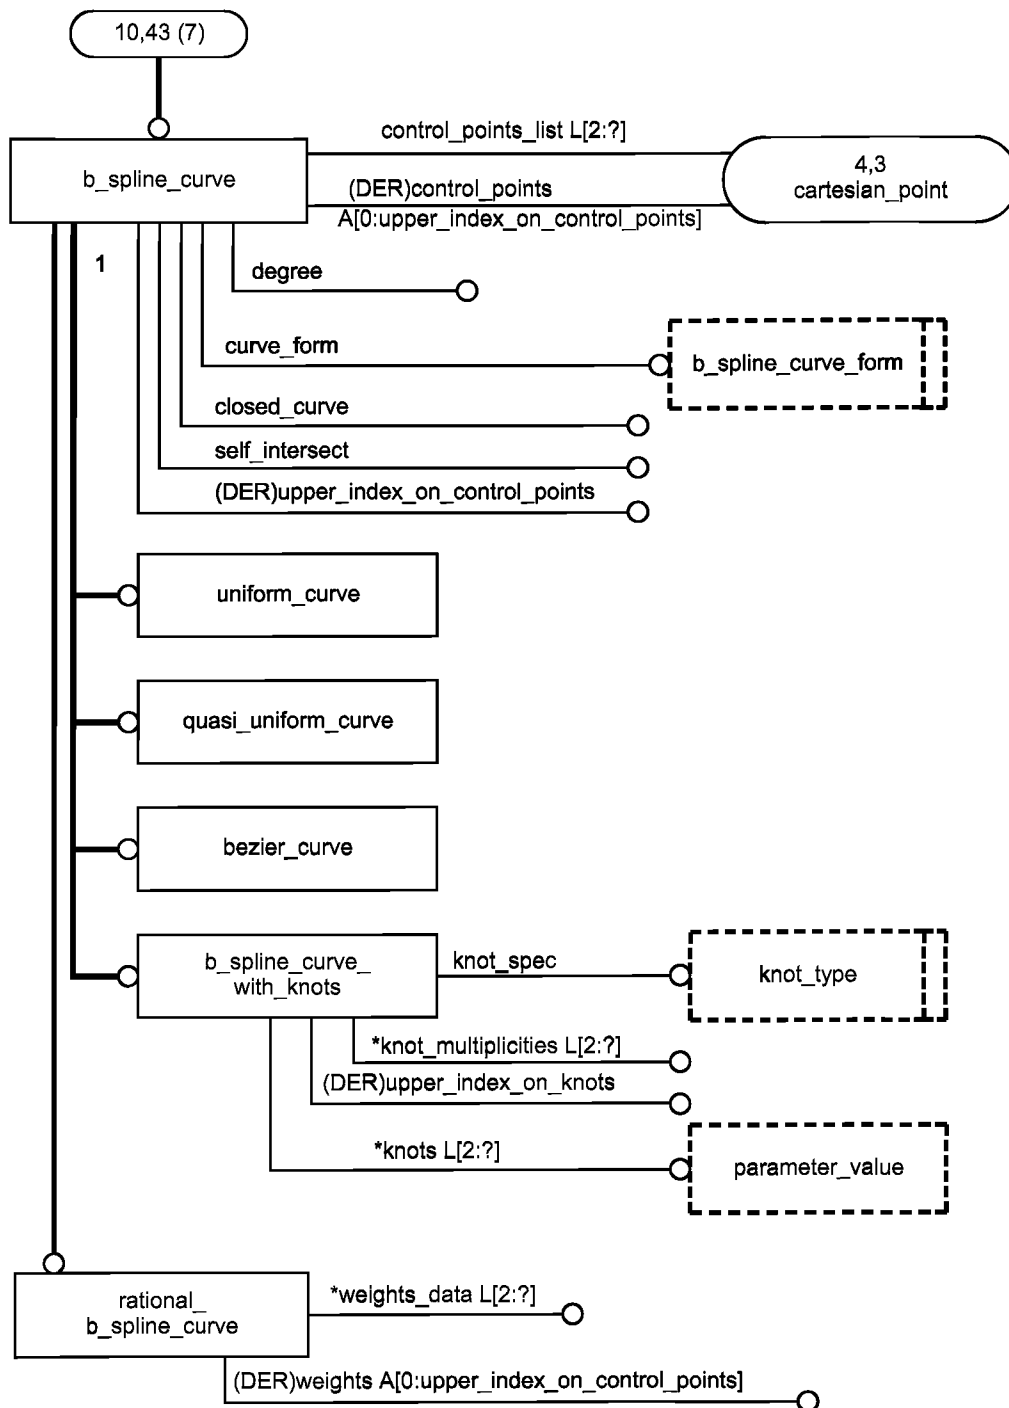 10,43 (7)
control_points_list L[2:?]
b_spline_curve
4,3
cartesian_point
(DER)control_points
A[0:upper_index_on_control_points]
1
degree
curve_form
b_spline_curve_form
closed_curve
self_intersect
(DER)upper_index_on_control_points
uniform_curve
quasi_uniform_curve
bezier_curve
b_spline_curve_
with_knots
knot_spec
knot_type
*knot_multiplicities L[2:?]
(DER)upper_index_on_knots
*knots L[2:?]
parameter_value
rational_
b_spline_curve
*weights_data L[2:?]
(DER)weights A[0:upper_index_on_control_points]